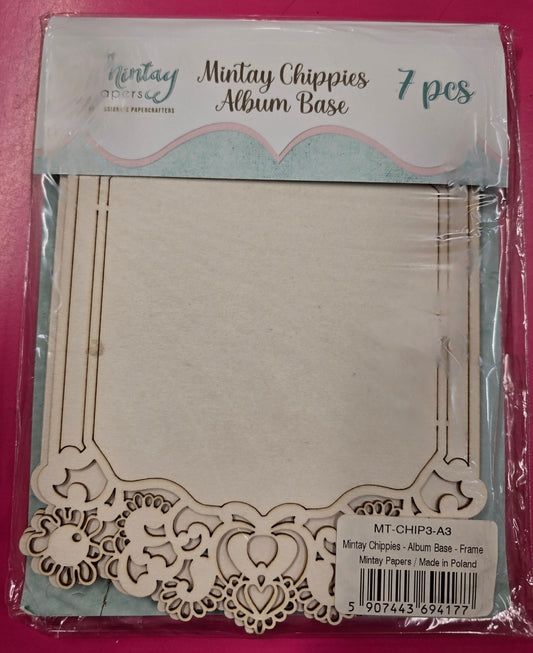 mintay
Mintay Chippies
Album Base
7 pcs
MT-CHIP3-A3
Mintay Chippies - Album Base - Frame
Mintay Papers / Made in Poland
5 907443 694177